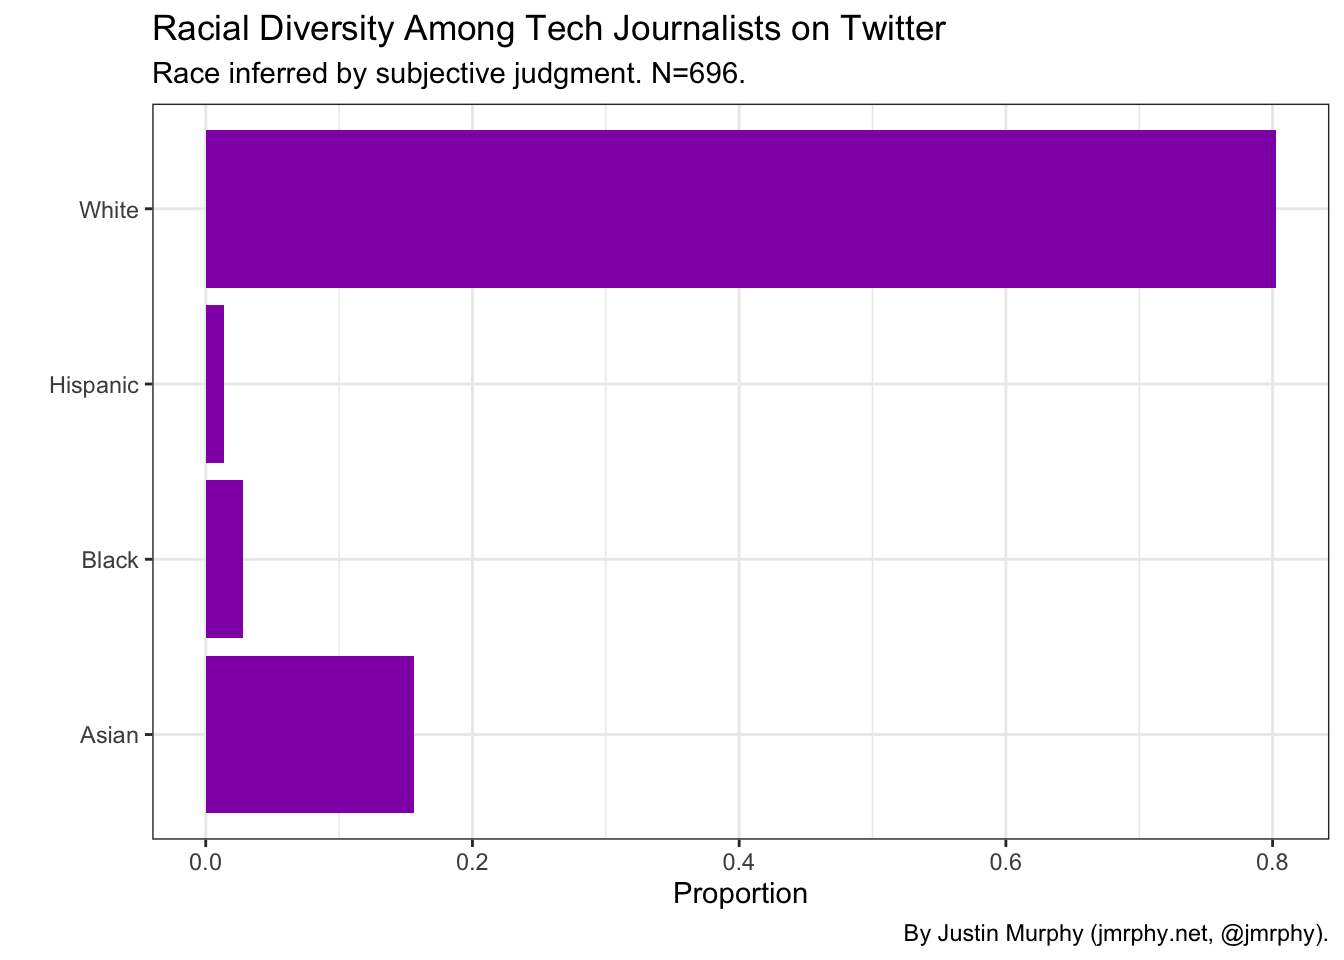 Racial Diversity Among Tech Journalists on Twitter
Race inferred by subjective judgment. N=696.
White
Hispanic
Black
Asian
0.0 0.2 0.4 0.6 0.8
Proportion
By Justin Murphy (jmrphy.net, @jmrphy).